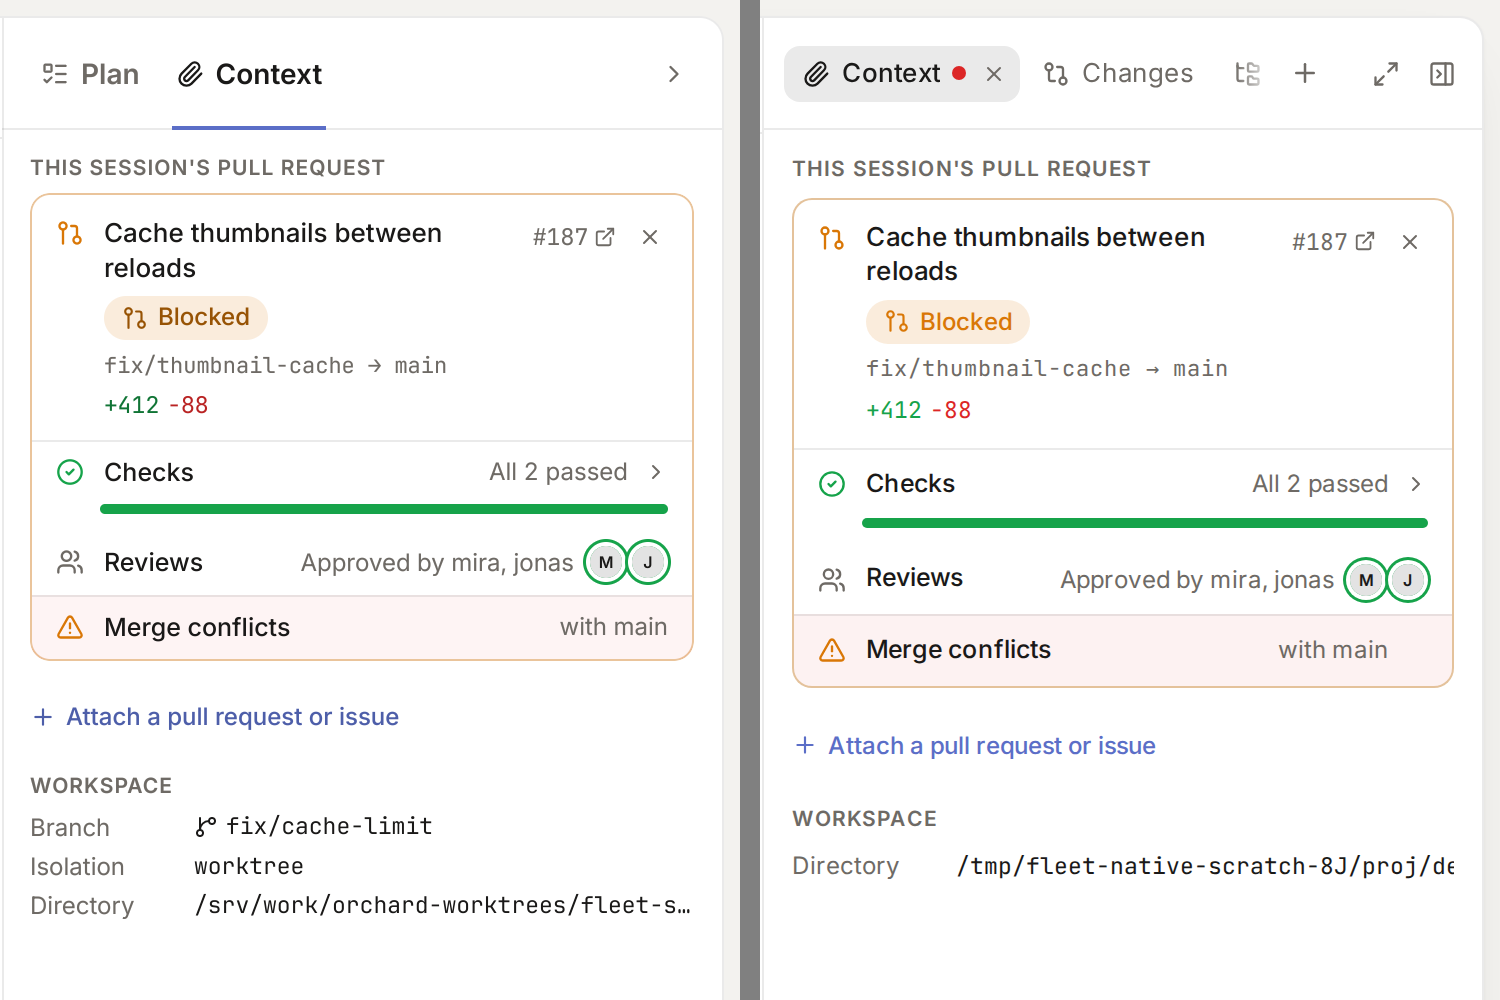 Plan
Context
THIS SESSION'S PULL REQUEST
Cache thumbnails between
reloads
#187
Blocked
fix/thumbnail-cache → main
+412 -88
Checks
All 2 passed
Reviews
Approved by mira, jonas
M
J
Merge conflicts
with main
+ Attach a pull request or issue
WORKSPACE
Branch
fix/cache-limit
Isolation
worktree
Directory
/srv/work/orchard-worktrees/fleet-s…
Context
Changes
THIS SESSION'S PULL REQUEST
Cache thumbnails between
reloads
#187
Blocked
fix/thumbnail-cache → main
+412 -88
Checks
All 2 passed
Reviews
Approved by mira, jonas
M
J
Merge conflicts
with main
+ Attach a pull request or issue
WORKSPACE
Directory
/tmp/fleet-native-scratch-8J/proj/de